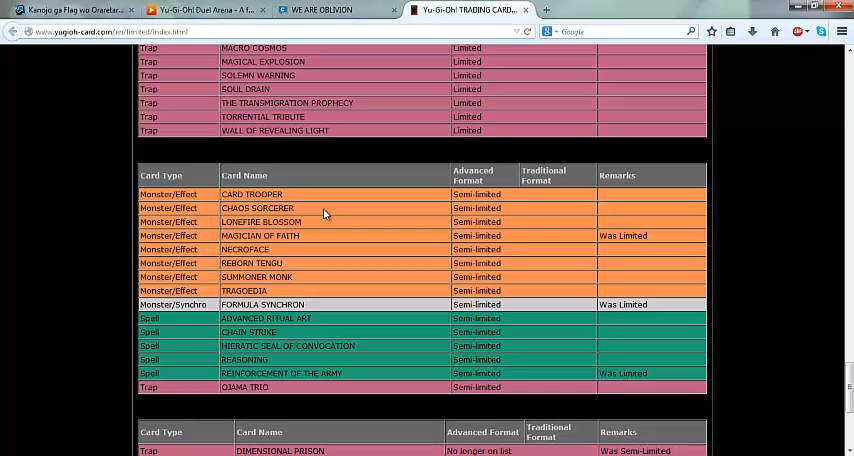 Kanojo ga Flag wo Oraretar...
Yu-Gi-Oh! Duel Arena - A f...
WE ARE OBLIVION
Yu-Gi-Oh! TRADING CARD...
www.yugioh-card.com/en/limited/index.html
Google
Trap MACRO COSMOS Limited
Trap MAGICAL EXPLOSION Limited
Trap SOLEMN WARNING Limited
Trap SOUL DRAIN Limited
Trap THE TRANSMIGRATION PROPHECY Limited
Trap TORRENTIAL TRIBUTE Limited
Trap WALL OF REVEALING LIGHT Limited
Card Type Card Name Advanced Format Traditional Format Remarks
Monster/Effect CARD TROOPER Semi-limited
Monster/Effect CHAOS SORCERER Semi-limited
Monster/Effect LONEFIRE BLOSSOM Semi-limited
Monster/Effect MAGICIAN OF FAITH Semi-limited Was Limited
Monster/Effect NECROFACE Semi-limited
Monster/Effect REBORN TENGU Semi-limited
Monster/Effect SUMMONER MONK Semi-limited
Monster/Effect TRAGOEDIA Semi-limited
Monster/Synchro FORMULA SYNCHRON Semi-limited Was Limited
Spell ADVANCED RITUAL ART Semi-limited
Spell CHAIN STRIKE Semi-limited
Spell HIERATIC SEAL OF CONVOCATION Semi-limited
Spell REASONING Semi-limited
Spell REINFORCEMENT OF THE ARMY Semi-limited Was Limited
Trap OJAMA TRIO Semi-limited
Card Type Card Name Advanced Format Traditional Format Remarks
Trap DIMENSIONAL PRISON No longer on list Was Semi-Limited